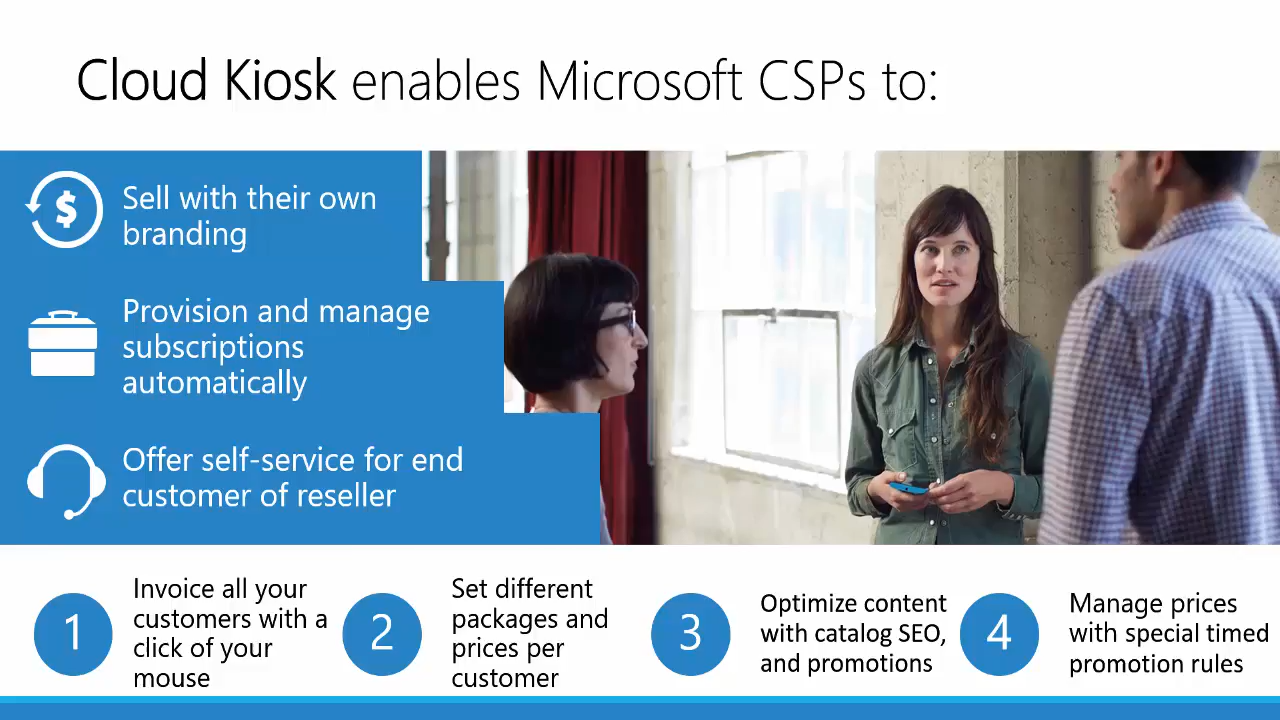 Cloud Kiosk enables Microsoft CSPs to:
$
Sell with their own
branding
Provision and manage
subscriptions
automatically
Offer self-service for end
customer of reseller
1
Invoice all your
customers with a
click of your
mouse
2
Set different
packages and
prices per
customer
3
Optimize content
with catalog SEO,
and promotions
4
Manage prices
with special timed
promotion rules